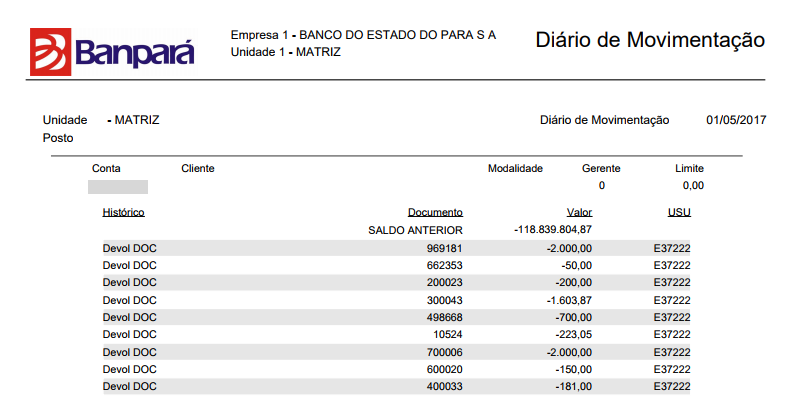 Banpará
Empresa 1 - BANCO DO ESTADO DO PARA S A
Unidade 1 - MATRIZ
Diário de Movimentação
Unidade - MATRIZ Diário de Movimentação 01/05/2017
Posto
Conta Cliente Modalidade Gerente Limite
0 0,00
Histórico Documento Valor USU
SALDO ANTERIOR -118.839.804,87
Devol DOC 969181 -2.000,00 E37222
Devol DOC 662353 -50,00 E37222
Devol DOC 200023 -200,00 E37222
Devol DOC 300043 -1.603,87 E37222
Devol DOC 498668 -700,00 E37222
Devol DOC 10524 -223,05 E37222
Devol DOC 700006 -2.000,00 E37222
Devol DOC 600020 -150,00 E37222
Devol DOC 400033 -181,00 E37222